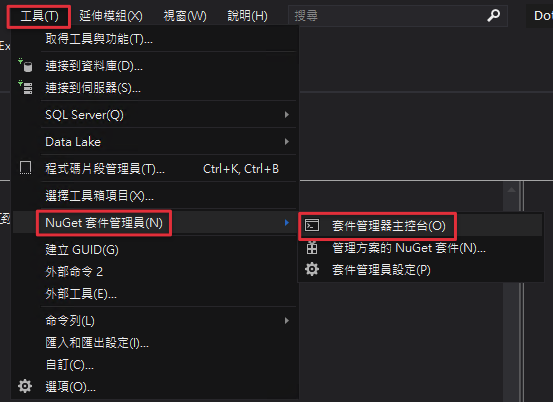 工具(T) 延伸模組(X) 視窗(W) 說明(H) 搜尋 Dot
Ex
取得工具與功能(T)...
連接到資料庫(D)...
連接到伺服器(S)...
SQL Server(Q)
Data Lake
程式碼片段管理員(T)... Ctrl+K, Ctrl+B
選擇工具箱項目(X)...
NuGet 套件管理員(N)
套件管理器主控台(O)
管理方案的 NuGet 套件(N)...
套件管理員設定(P)
建立 GUID(G)
外部命令 2
外部工具(E)...
命令列(L)
匯入和匯出設定(I)...
自訂(C)...
選項(O)...